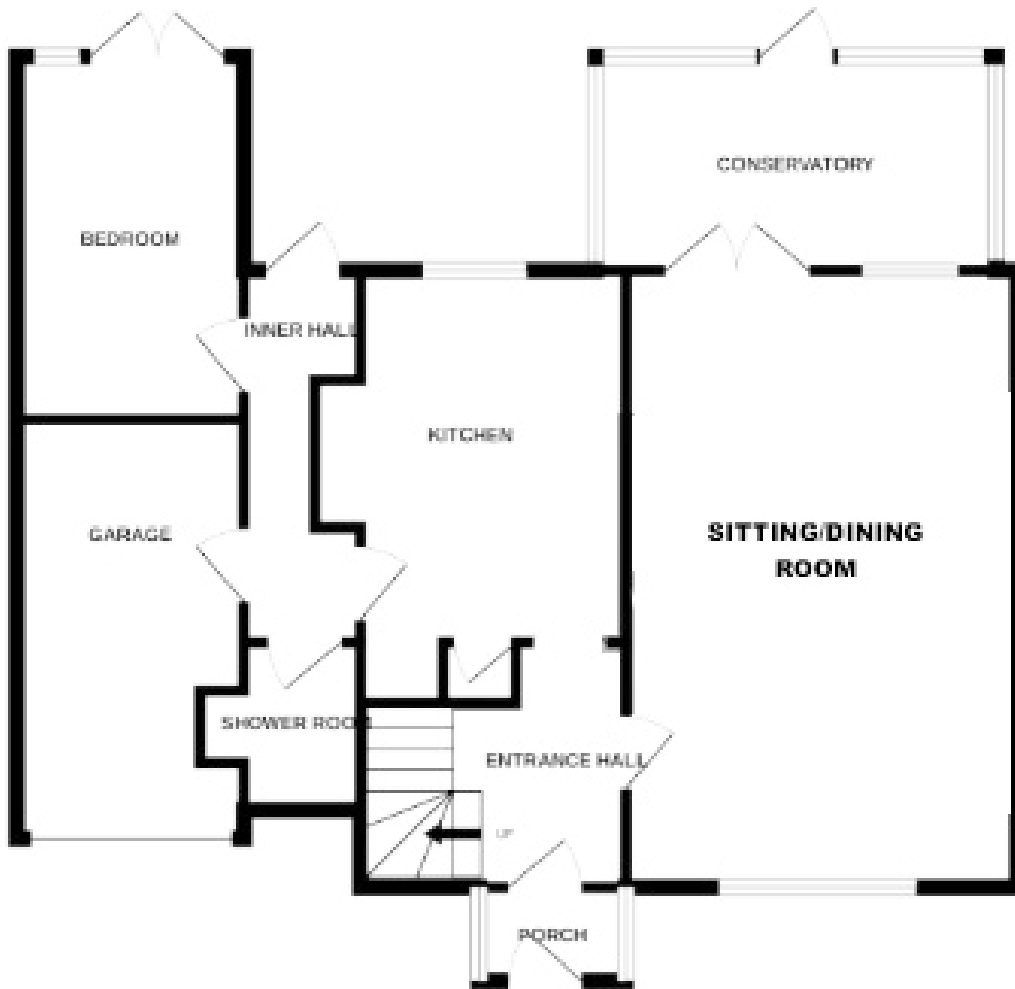 CONSERVATORY
BEDROOM
INNER HALL
KITCHEN
GARAGE
SITTING/DINING
ROOM
SHOWER ROOM
ENTRANCE HALL
UP
PORCH